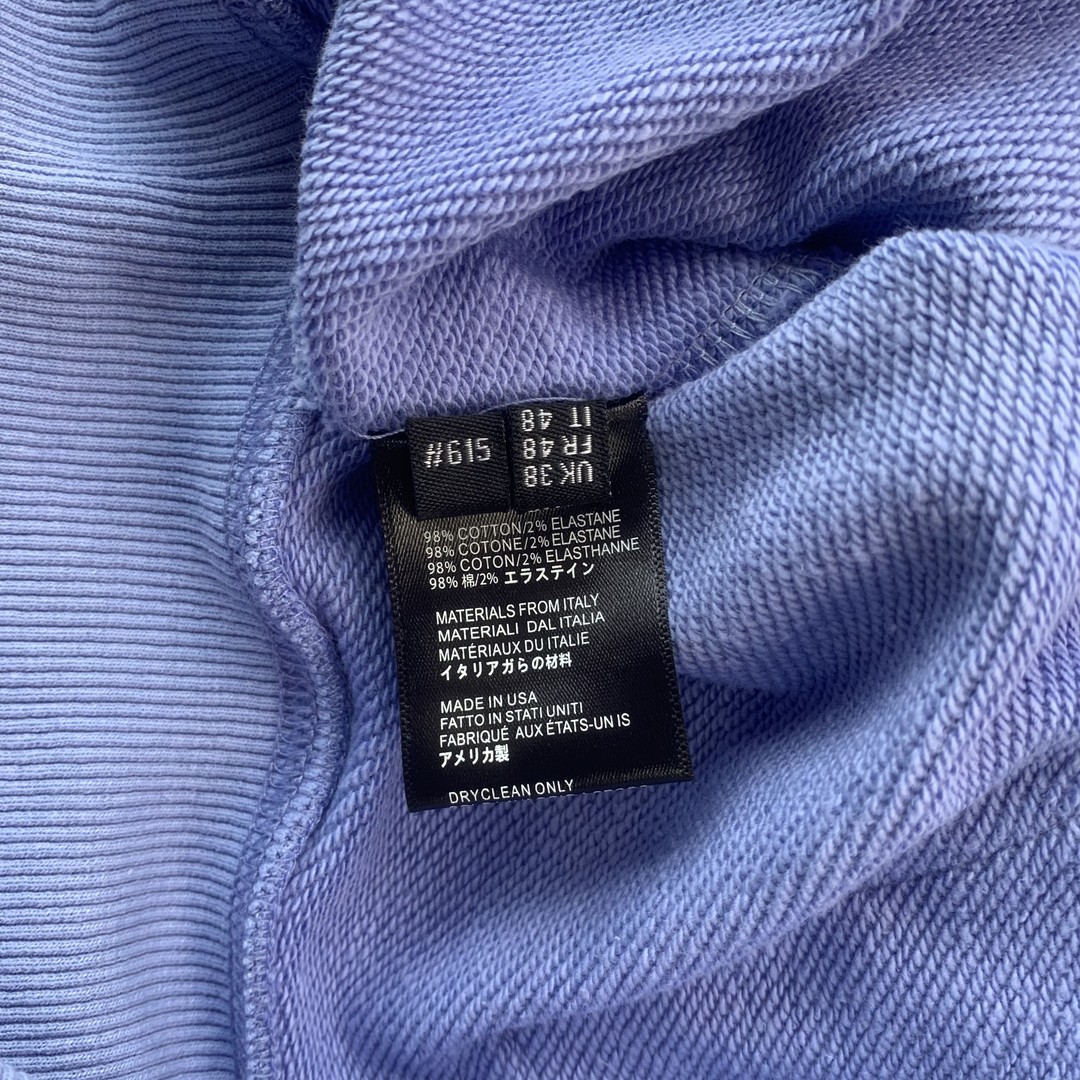 #615
IT 48
FR 48
UK 38
98% COTTON/2% ELASTANE
98% COTONE/2% ELASTANE
98% COTON/2% ELASTHANNE
98% 棉/2% エラステイン
MATERIALS FROM ITALY
MATERIALI DAL ITALIA
MATÉRIAUX DU ITALIE
イタリアガらの材料
MADE IN USA
FATTO IN STATI UNITI
FABRIQUÉ AUX ÉTATS-UN IS
アメリカ製
DRYCLEAN ONLY